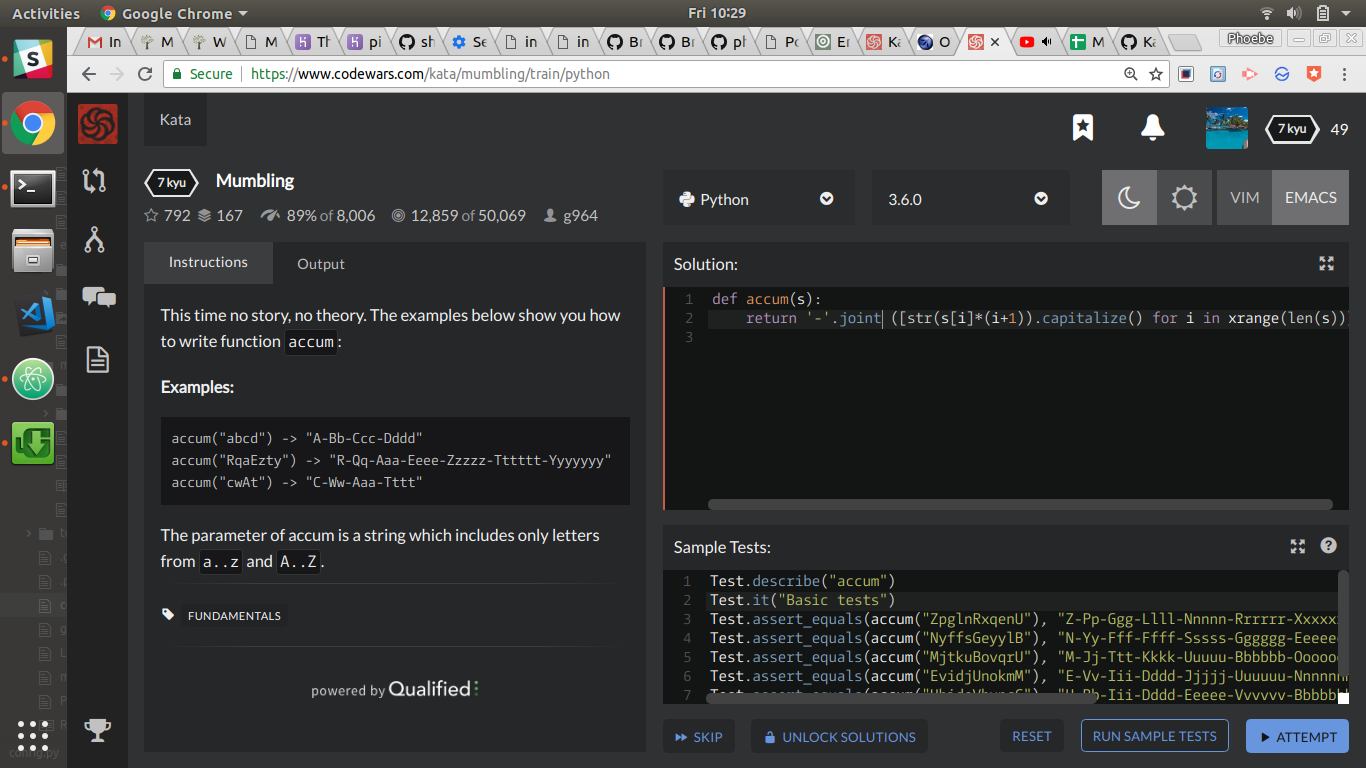 Activities Google Chrome Fri 10:29
In M W M Th pi sh Se in in Br Br ph Po Er Ka O M Ka Phoebe
Secure https://www.codewars.com/kata/mumbling/train/python
Kata
7 kyu 49
7 kyu Mumbling
792 167 89% of 8,006 12,859 of 50,069 g964
Python 3.6.0 VIM EMACS
Instructions Output
This time no story, no theory. The examples below show you how
to write function accum:
Examples:
accum("abcd") -> "A-Bb-Ccc-Dddd"
accum("RqaEzty") -> "R-Qq-Aaa-Eeee-Zzzzz-Tttttt-Yyyyyyy"
accum("cwAt") -> "C-Ww-Aaa-Tttt"
The parameter of accum is a string which includes only letters
from a..z and A..Z.
FUNDAMENTALS
powered by Qualified
Solution:
1 def accum(s):
2 return '-'.joint ([str(s[i]*(i+1)).capitalize() for i in xrange(len(s))
3
Sample Tests:
1 Test.describe("accum")
2 Test.it("Basic tests")
3 Test.assert_equals(accum("ZpglnRxqenU"), "Z-Pp-Ggg-Llll-Nnnnn-Rrrrrr-Xxxxx
4 Test.assert_equals(accum("NyffsGeyylB"), "N-Yy-Fff-Ffff-Sssss-Gggggg-Eeeee
5 Test.assert_equals(accum("MjtkuBovqrU"), "M-Jj-Ttt-Kkkk-Uuuuu-Bbbbbb-Ooooo
6 Test.assert_equals(accum("EvidjUnokmM"), "E-Vv-Iii-Dddd-Jjjjj-Uuuuuu-Nnnnnn
7
SKIP UNLOCK SOLUTIONS RESET RUN SAMPLE TESTS ATTEMPT
config.py